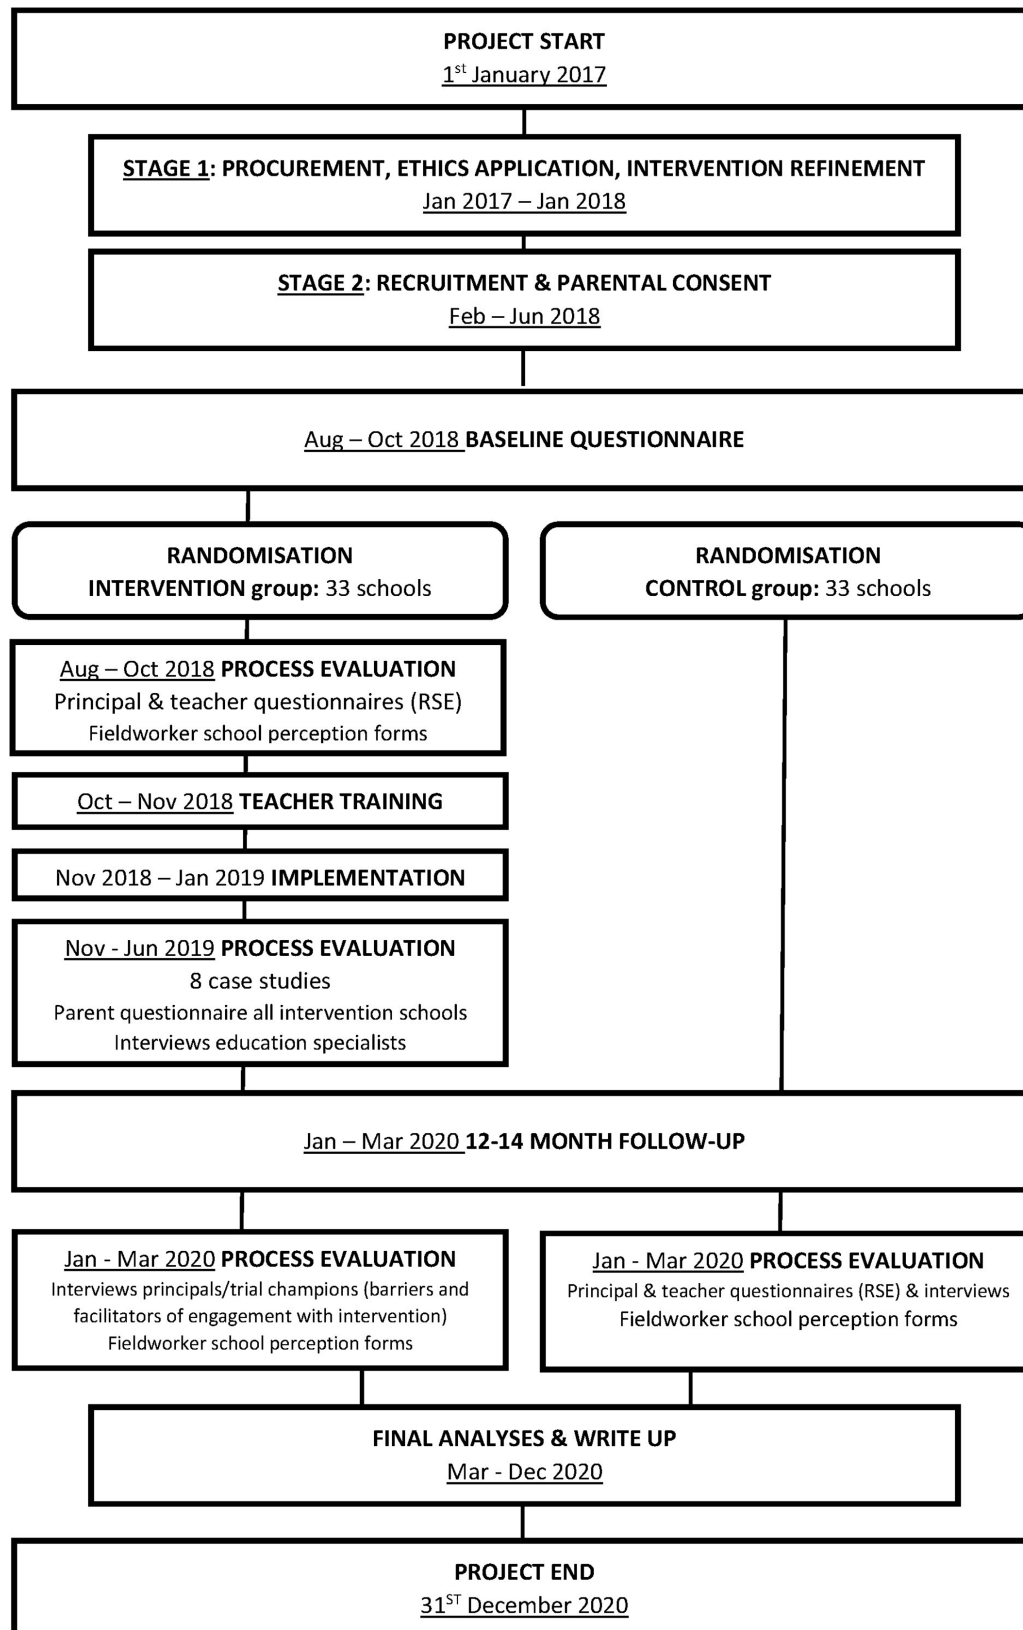 PROJECT START
1st January 2017
STAGE 1: PROCUREMENT, ETHICS APPLICATION, INTERVENTION REFINEMENT
Jan 2017 – Jan 2018
STAGE 2: RECRUITMENT & PARENTAL CONSENT
Feb – Jun 2018
Aug – Oct 2018 BASELINE QUESTIONNAIRE
RANDOMISATION
INTERVENTION group: 33 schools
RANDOMISATION
CONTROL group: 33 schools
Aug – Oct 2018 PROCESS EVALUATION
Principal & teacher questionnaires (RSE)
Fieldworker school perception forms
Oct – Nov 2018 TEACHER TRAINING
Nov 2018 – Jan 2019 IMPLEMENTATION
Nov - Jun 2019 PROCESS EVALUATION
8 case studies
Parent questionnaire all intervention schools
Interviews education specialists
Jan – Mar 2020 12-14 MONTH FOLLOW-UP
Jan - Mar 2020 PROCESS EVALUATION
Interviews principals/trial champions (barriers and
facilitators of engagement with intervention)
Fieldworker school perception forms
Jan - Mar 2020 PROCESS EVALUATION
Principal & teacher questionnaires (RSE) & interviews
Fieldworker school perception forms
FINAL ANALYSES & WRITE UP
Mar - Dec 2020
PROJECT END
31ST December 2020